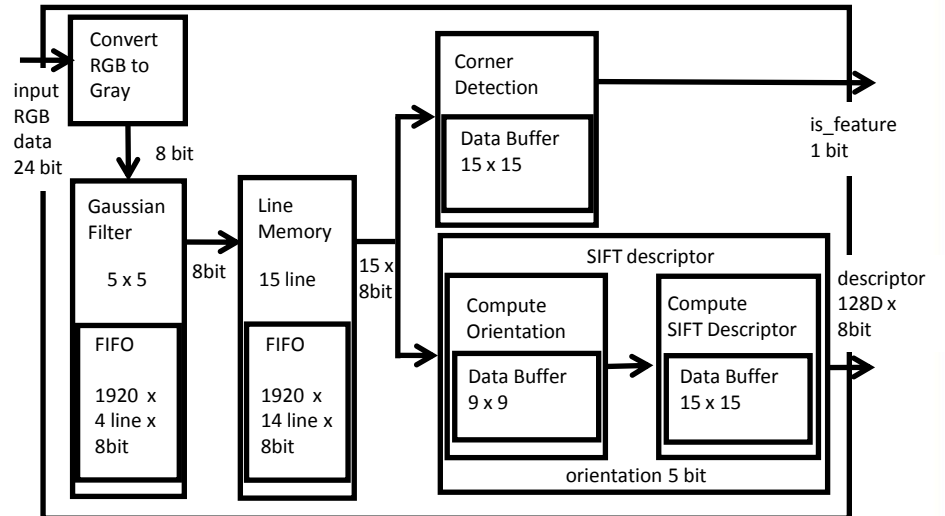 Convert
RGB to
Gray
input
RGB
data
24 bit
8 bit
Gaussian
Filter
5 x 5
FIFO
1920 x
4 line x
8bit
8bit
Line
Memory
15 line
FIFO
1920 x
14 line x
8bit
15 x
8bit
Corner
Detection
Data Buffer
15 x 15
is_feature
1 bit
SIFT descriptor
Compute
Orientation
Data Buffer
9 x 9
Compute
SIFT Descriptor
Data Buffer
15 x 15
orientation 5 bit
descriptor
128D x
8bit